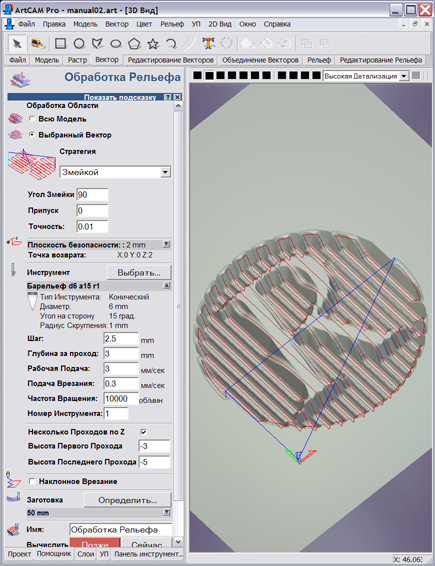 ArtCAM Pro - manual02.art - [3D Вид]
Файл Обработка Модель Вектор Растр Рельеф УП 2D Вид Окно Справка
Файл Модель Растр Вектор Редактирование Векторов Объединение Векторов Рельеф Редактирование Рельефа
Обработка Рельефа
Высокая Детализация
Показать подсказку
Обработка Области
Всю Модель
Выбранный Вектор
Стратегия
Змейкой
Угол Змейки 90
Припуск 0
Точность: 0.01
Плоскость безопасности: : 2 mm
Точка возврата: X:0 Y:0 Z:2
Инструмент Выбрать...
Барельеф d6 a15 r1
Тип Инструмента: Конический
Диаметр: 6 mm
Угол на сторону 15 град.
Радиус Скругления: 1 mm
Шаг: 2.5 mm
Глубина за проход: 3 mm
Рабочая Подача: 3 мм/сек
Подача Врезания: 0.3 мм/сек
Частота Вращения: 10000 об/мин
Номер Инструмента: 1
Несколько Проходов по Z
Высота Первого Прохода -3
Высота Последнего Прохода -5
Наклонное Врезание
Заготовка Определить...
50 mm
Имя: Обработка Рельефа
Вычислить Позже Сейчас
Проект Помощник Слои УП Панель инструмент...
X: 46.063